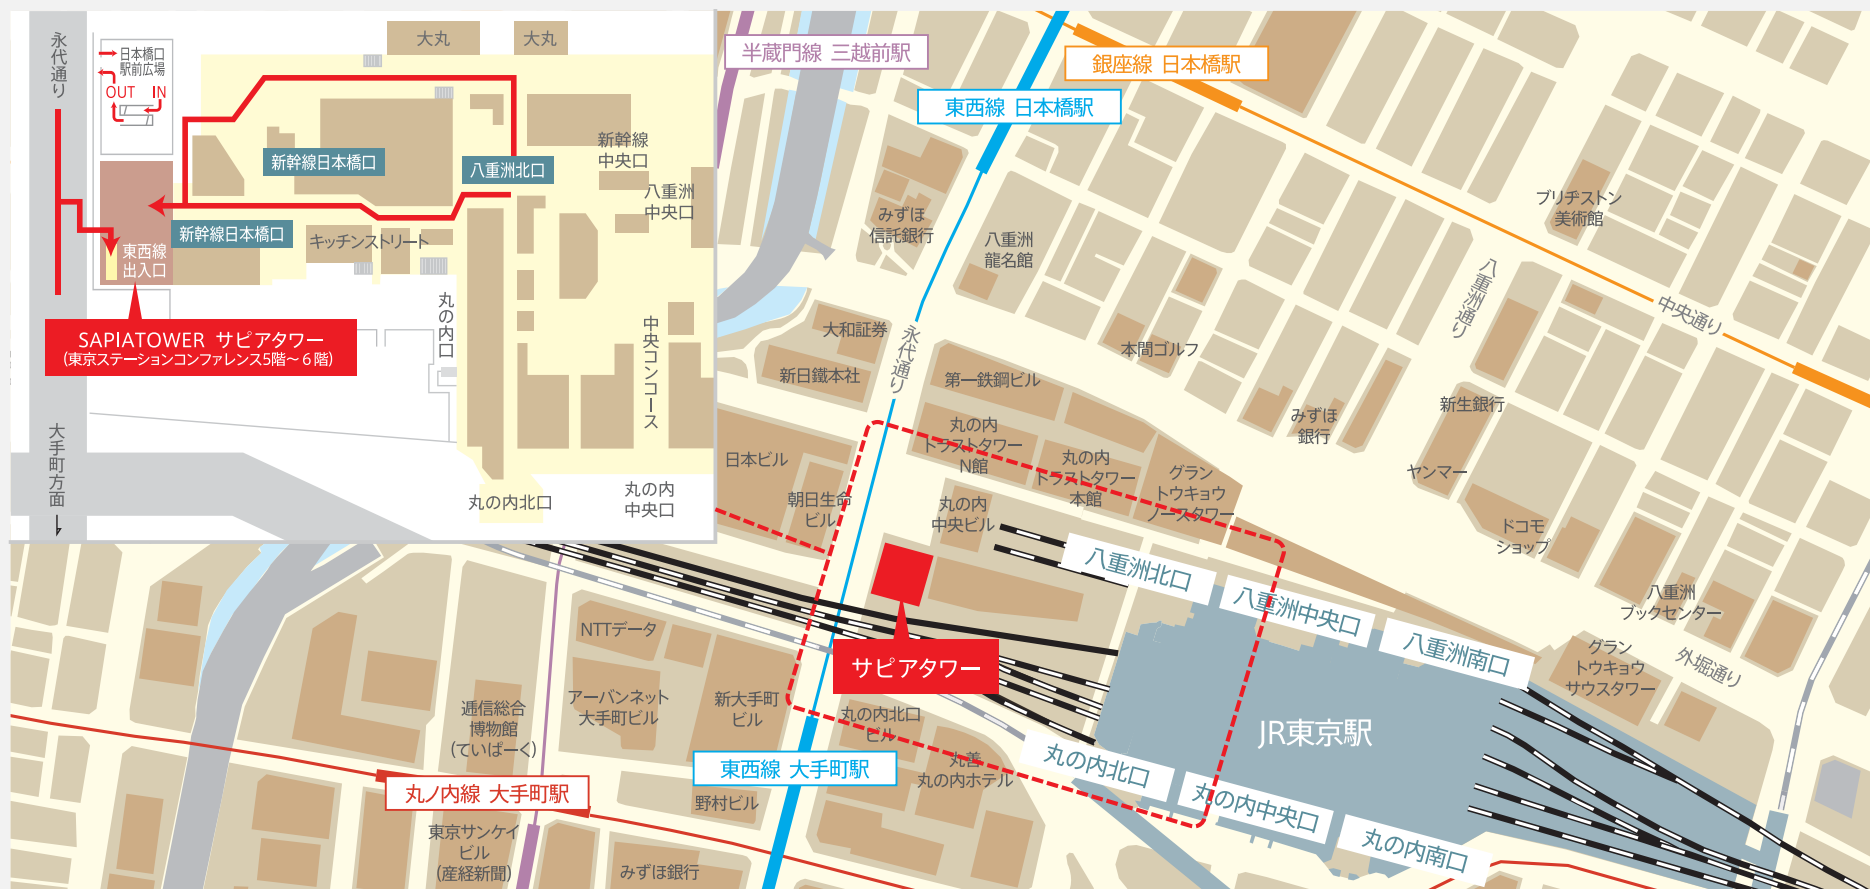 永代通り
日本橋口
駅前広場
OUT IN
大丸
大丸
新幹線日本橋口
八重洲北口
新幹線
中央口
八重洲
中央口
新幹線日本橋口
キッチンストリート
東西線
出入口
SAPIATOWER サピアタワー
(東京ステーションコンファレンス5階～6階)
丸の内口
中央コンコース
大手町方面
丸の内北口
丸の内
中央口
半蔵門線 三越前駅
銀座線 日本橋駅
東西線 日本橋駅
みずほ
信託銀行
八重洲
龍名館
ブリヂストン
美術館
八重洲通り
中央通り
大和証券
永代通り
本間ゴルフ
新日鐵本社
第一鉄鋼ビル
みずほ
銀行
新生銀行
丸の内
トラストタワー
N館
丸の内
トラストタワー
本館
グラン
トウキョウ
ノースタワー
ヤンマー
日本ビル
朝日生命
ビル
丸の内
中央ビル
ドコモ
ショップ
八重洲北口
八重洲中央口
八重洲南口
八重洲
ブックセンター
グラン
トウキョウ
サウスタワー
外堀通り
NTTデータ
サピアタワー
アーバンネット
大手町ビル
新大手町
ビル
逓信総合
博物館
(ていぱーく)
丸の内北口
ビル
JR東京駅
丸善
丸の内ホテル
東西線 大手町駅
丸ノ内線 大手町駅
野村ビル
丸の内北口
丸の内中央口
丸の内南口
東京サンケイ
ビル
(産経新聞)
みずほ銀行